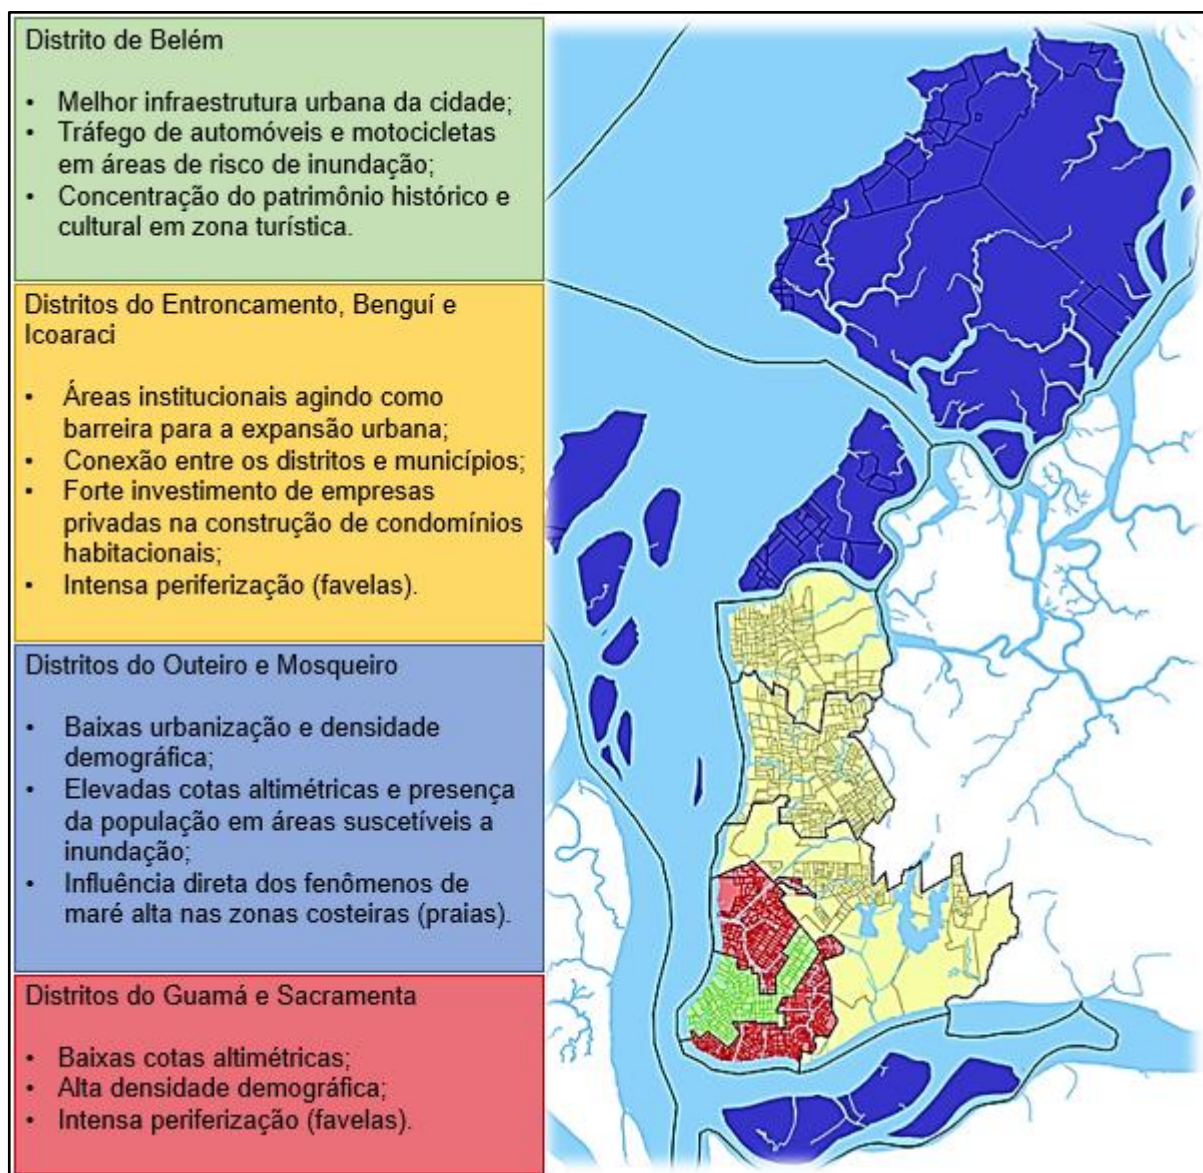 Distrito de Belém
• Melhor infraestrutura urbana da cidade;
• Tráfego de automóveis e motocicletas
em áreas de risco de inundação;
• Concentração do patrimônio histórico e
cultural em zona turística.
Distritos do Entroncamento, Benguí e
Icoaraci
• Áreas institucionais agindo como
barreira para a expansão urbana;
• Conexão entre os distritos e municípios;
• Forte investimento de empresas
privadas na construção de condomínios
habitacionais;
• Intensa periferização (favelas).
Distritos do Outeiro e Mosqueiro
• Baixas urbanização e densidade
demográfica;
• Elevadas cotas altimétricas e presença
da população em áreas suscetíveis a
inundação;
• Influência direta dos fenômenos de
maré alta nas zonas costeiras (praias).
Distritos do Guamá e Sacramenta
• Baixas cotas altimétricas;
• Alta densidade demográfica;
• Intensa periferização (favelas).